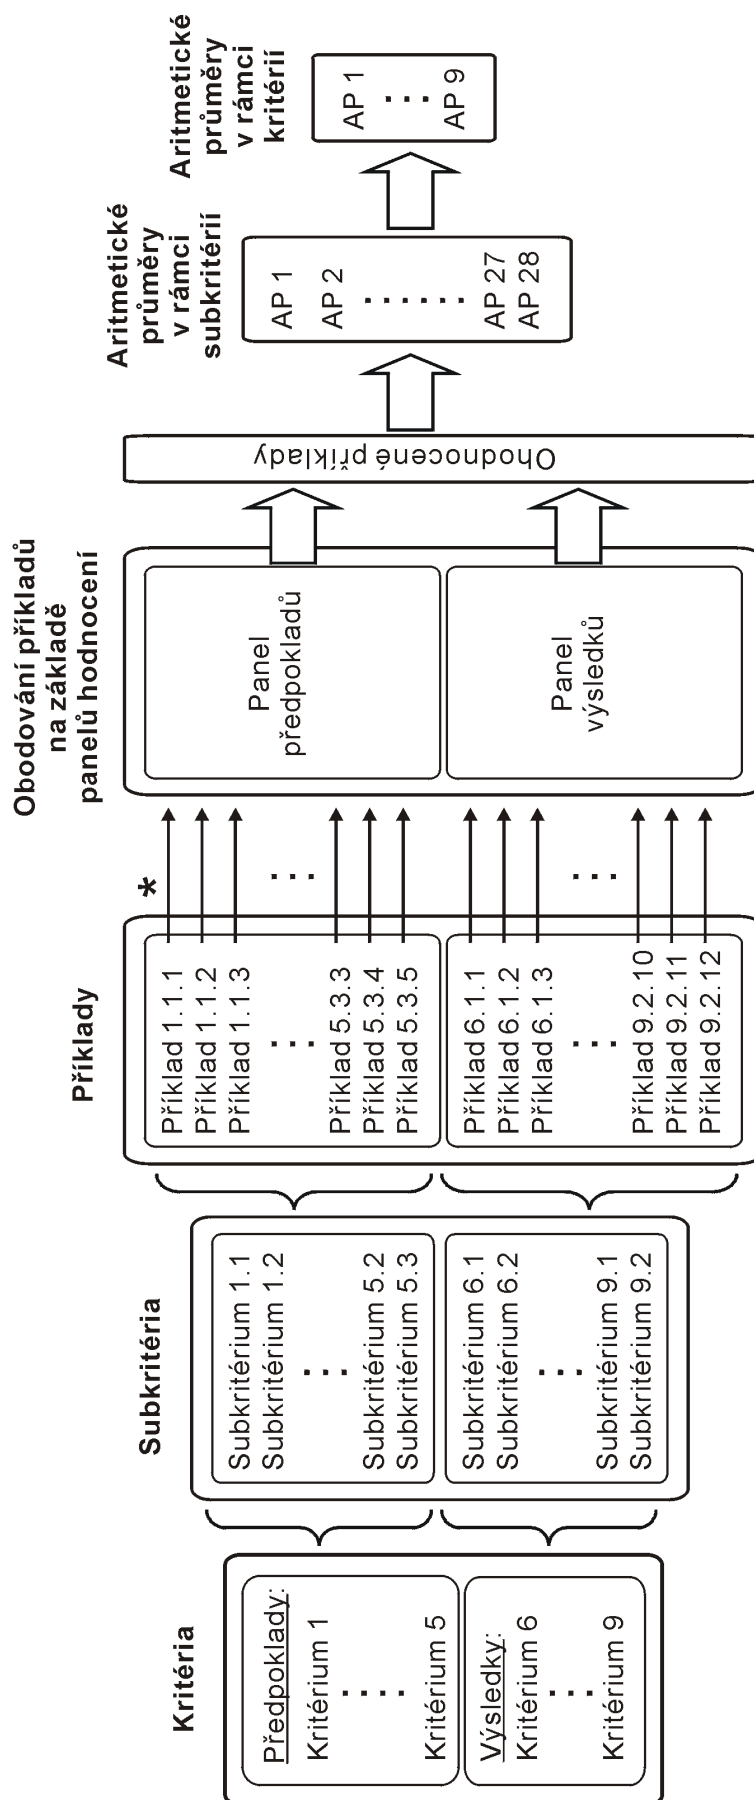 Kritéria
Předpoklady:
Kritérium 1
. . . .
Kritérium 5
Výsledky:
Kritérium 6
. . .
Kritérium 9
Subkritéria
Subkritérium 1.1
Subkritérium 1.2
. . .
Subkritérium 5.2
Subkritérium 5.3
Subkritérium 6.1
Subkritérium 6.2
. . .
Subkritérium 9.1
Subkritérium 9.2
Příklady
Příklad 1.1.1
Příklad 1.1.2
Příklad 1.1.3
. . .
Příklad 5.3.3
Příklad 5.3.4
Příklad 5.3.5
Příklad 6.1.1
Příklad 6.1.2
Příklad 6.1.3
. . .
Příklad 9.2.10
Příklad 9.2.11
Příklad 9.2.12
*
. . .
. . .
Obodování příkladů
na základě
panelů hodnocení
Panel
předpokladů
Panel
výsledků
Ohodnocené příklady
Aritmetické
průměry
v rámci
subkritérií
AP 1
AP 2
. . . . . .
AP 27
AP 28
Aritmetické
průměry
v rámci
kritérií
AP 1
. . .
AP 9